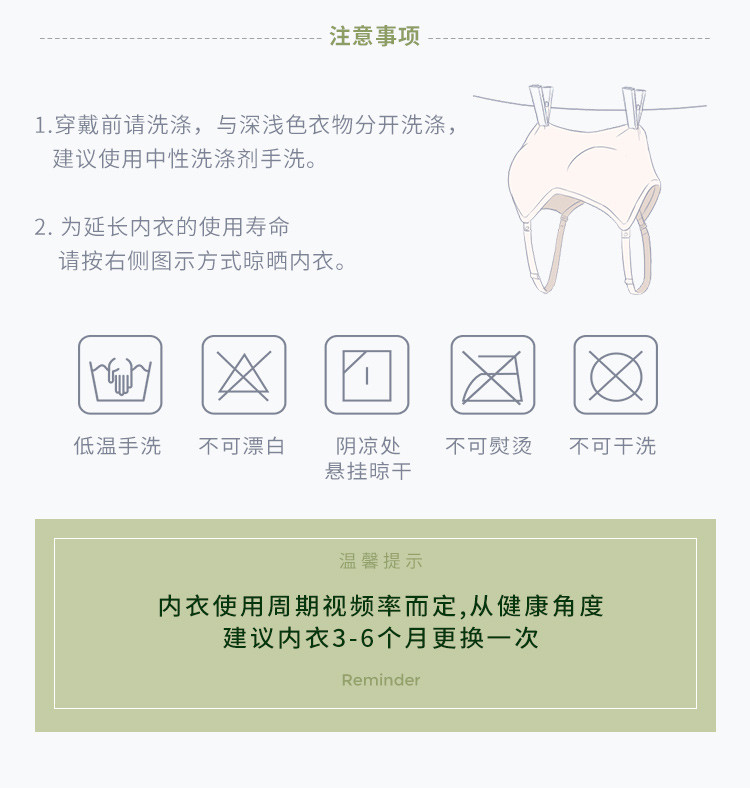 注意事项
1.穿戴前请洗涤，与深浅色衣物分开洗涤，
建议使用中性洗涤剂手洗。
2. 为延长内衣的使用寿命
请按右侧图示方式晾晒内衣。
低温手洗
不可漂白
阴凉处
悬挂晾干
不可熨烫
不可干洗
温馨提示
内衣使用周期视频率而定,从健康角度
建议内衣3-6个月更换一次
Reminder